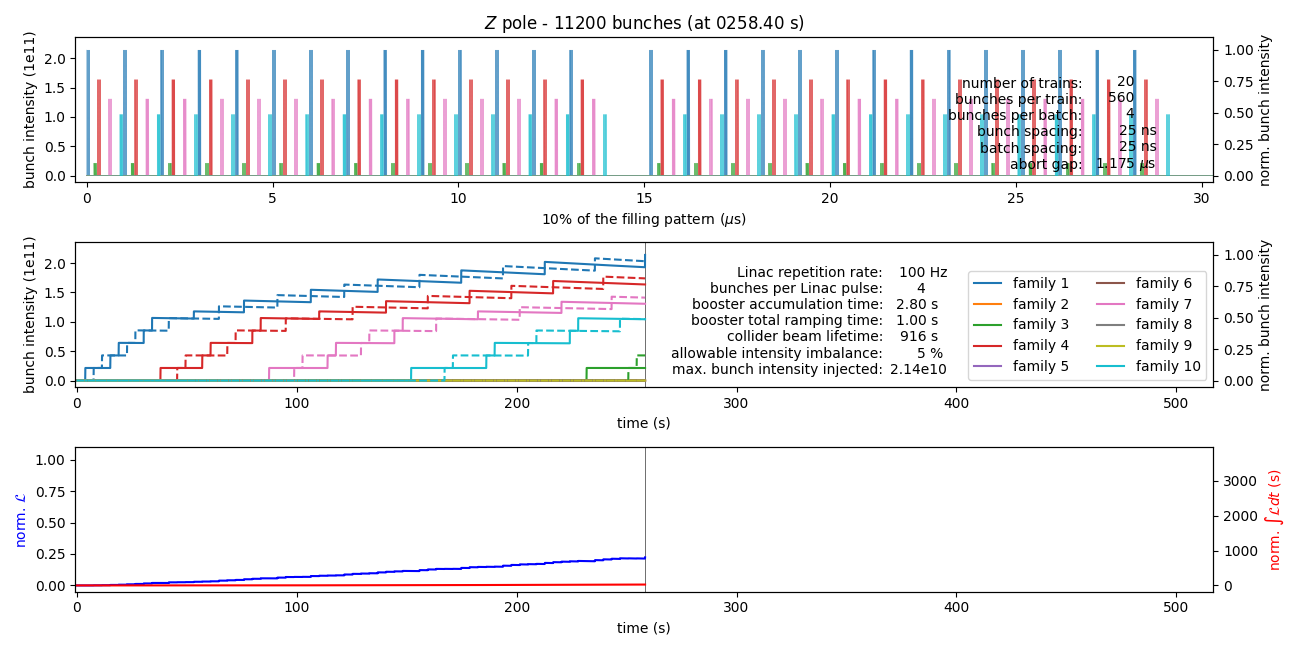 Z pole - 11200 bunches (at 0258.40 s)
bunch intensity (1e11)
2.0
1.5
1.0
0.5
0.0
1.00
0.75
0.50
0.25
0.00
norm. bunch intensity
number of trains: 20
bunches per train: 560
bunches per batch: 4
bunch spacing: 25 ns
batch spacing: 25 ns
abort gap: 1.175 μs
0 5 10 15 20 25 30
10% of the filling pattern (μs)
bunch intensity (1e11)
2.0
1.5
1.0
0.5
0.0
Linac repetition rate: 100 Hz
bunches per Linac pulse: 4
booster accumulation time: 2.80 s
booster total ramping time: 1.00 s
collider beam lifetime: 916 s
allowable intensity imbalance: 5 %
max. bunch intensity injected: 2.14e10
family 1 family 6
family 2 family 7
family 3 family 8
family 4 family 9
family 5 family 10
1.00
0.75
0.50
0.25
0.00
norm. bunch intensity
0 100 200 300 400 500
time (s)
norm. ℒ
1.00
0.75
0.50
0.25
0.00
3000
2000
1000
0
norm. ∫ℒdt (s)
0 100 200 300 400 500
time (s)